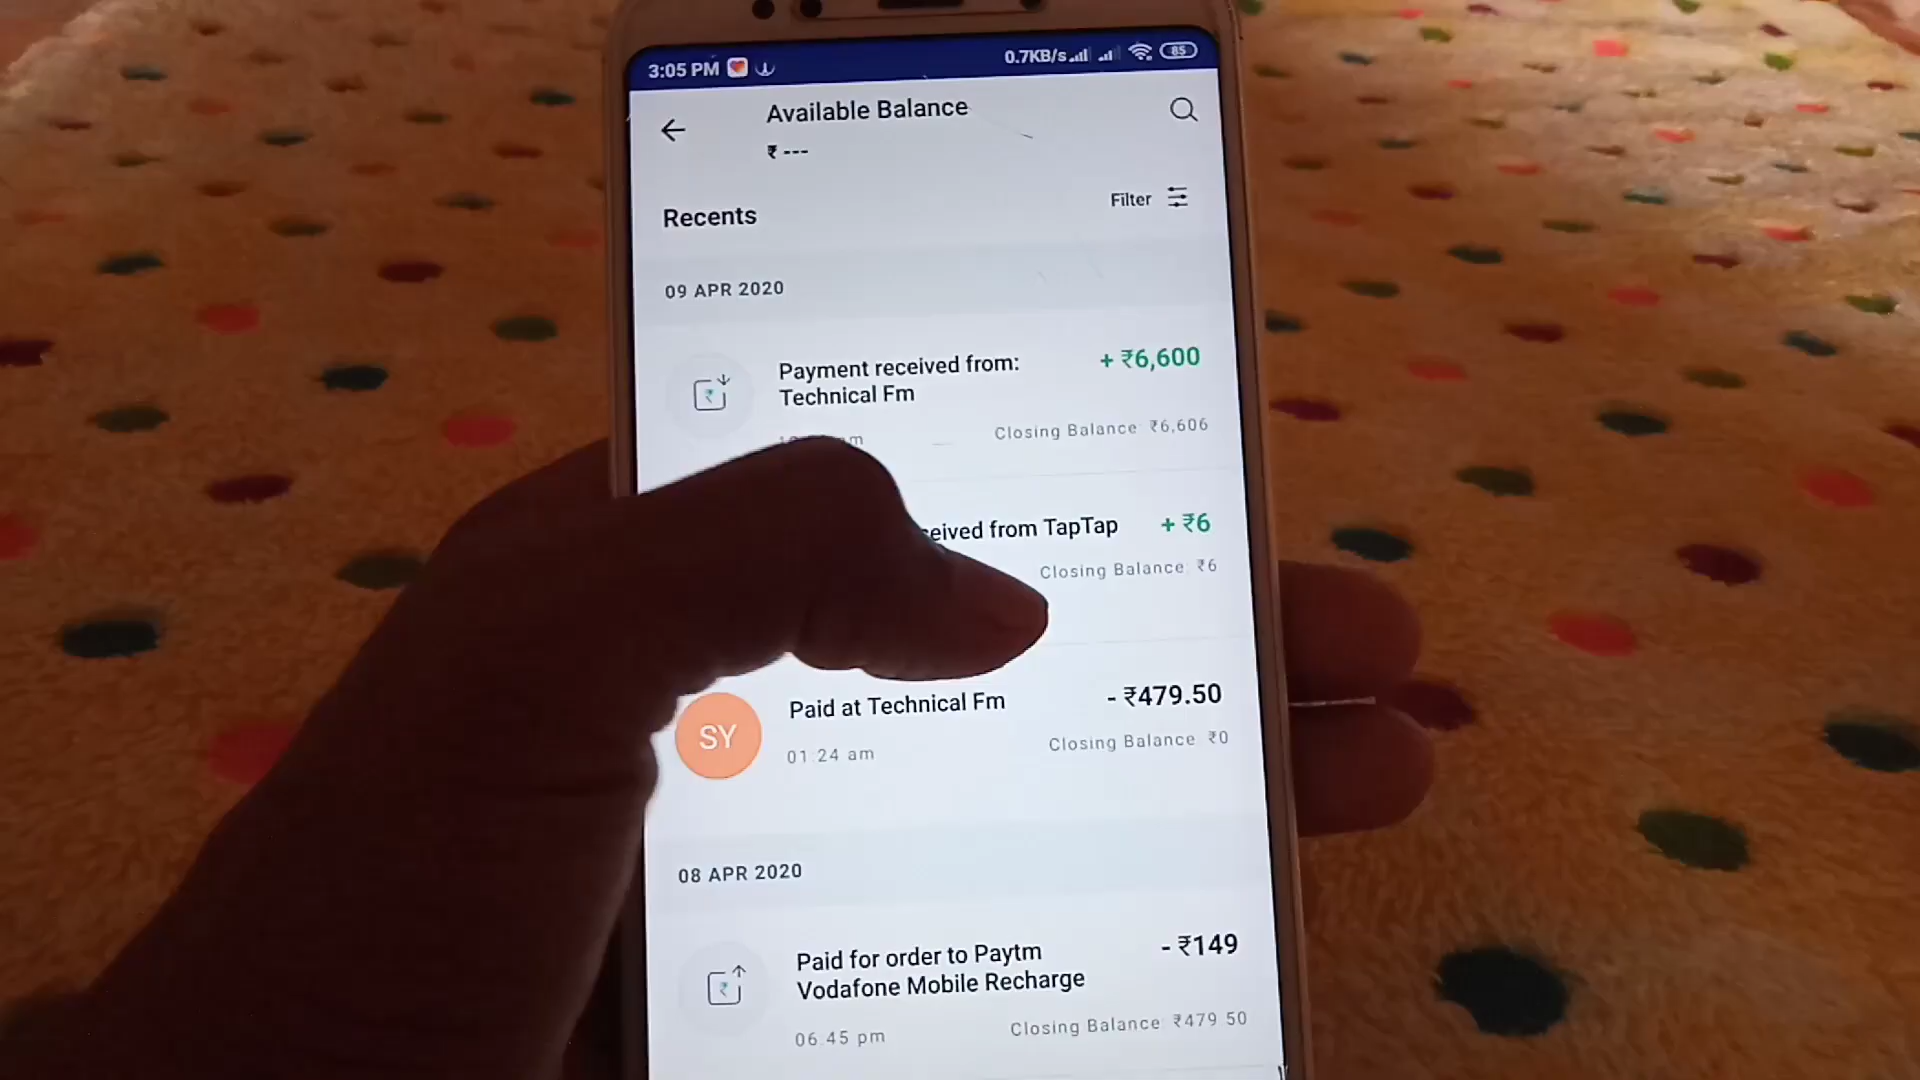 3:05 PM
0.7KB/s
85
Available Balance
₹ ---
Recents
Filter
09 APR 2020
Payment received from:
Technical Fm
+ ₹6,600
Closing Balance ₹6,606
from TapTap
+ ₹6
Closing Balance ₹6
SY
Paid at Technical Fm
- ₹479.50
01:24 am
Closing Balance ₹0
08 APR 2020
Paid for order to Paytm
Vodafone Mobile Recharge
- ₹149
06:45 pm
Closing Balance ₹479.50